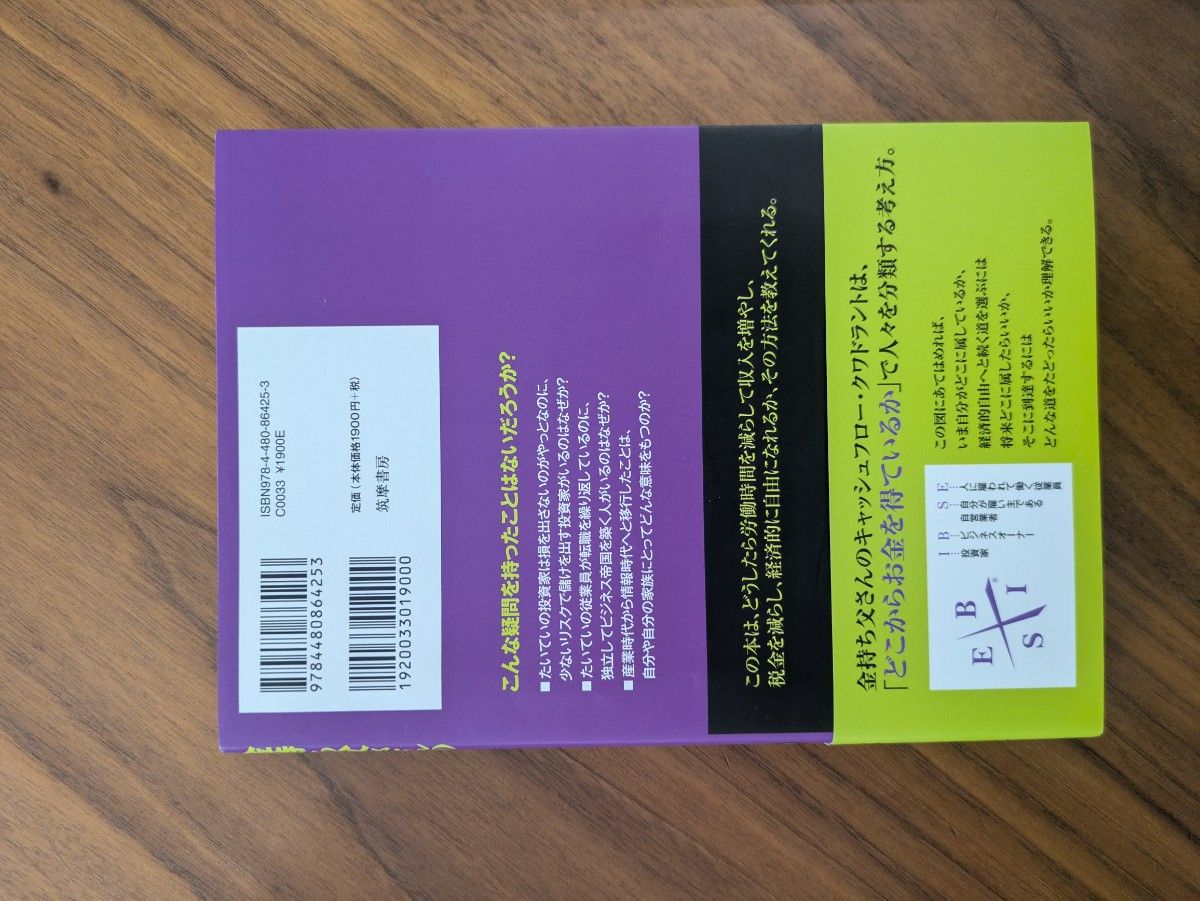 ISBN978-4-480-86425-3
C0033 ¥1900E
定価（本体価格1900円+税）
筑摩書房
9784480864253
1920033019000
こんな疑問を持ったことはないだろうか?
■たいていの投資家は損を出さないのがやっとなのに、
少ないリスクで儲けを出す投資家がいるのはなぜか?
■たいていの従業員が転職を繰り返しているのに、
独立してビジネス帝国を築く人がいるのはなぜか?
■産業時代から情報時代へと移行したことは、
自分や自分の家族にとってどんな意味をもつのか?
この本は、どうしたら労働時間を減らして収入を増やし、
税金を減らし、経済的に自由になれるか、その方法を教えてくれる。
金持ち父さんのキャッシュフロー・クワドラントは、
「どこからお金を得ているか」で人々を分類する考え方。
E B
S I
®
E…人に雇われて働く従業員
S…自分が雇い主である
自営業者
B…ビジネスオーナー
I…投資家
この図にあてはめれば、
いま自分がどこに属しているか、
経済的自由へと続く道を選ぶには
将来どこに属したらいいか、
そこに到達するには
どんな道をたどったらいいか理解できる。